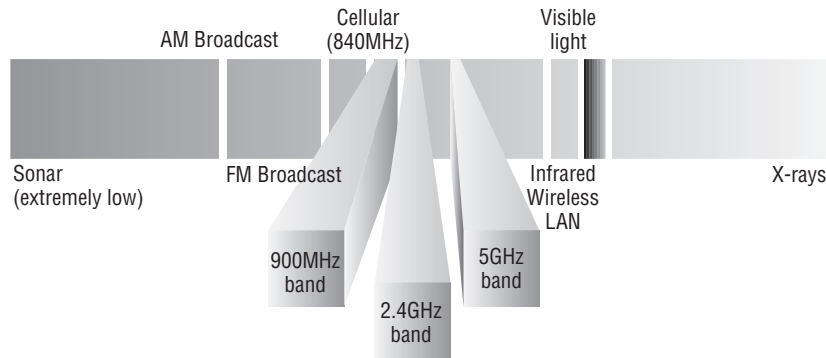 AM Broadcast
Cellular
(840MHz)
Visible
light
Sonar
(extremely low)
FM Broadcast
Infrared
Wireless
LAN
X-rays
900MHz
band
2.4GHz
band
5GHz
band